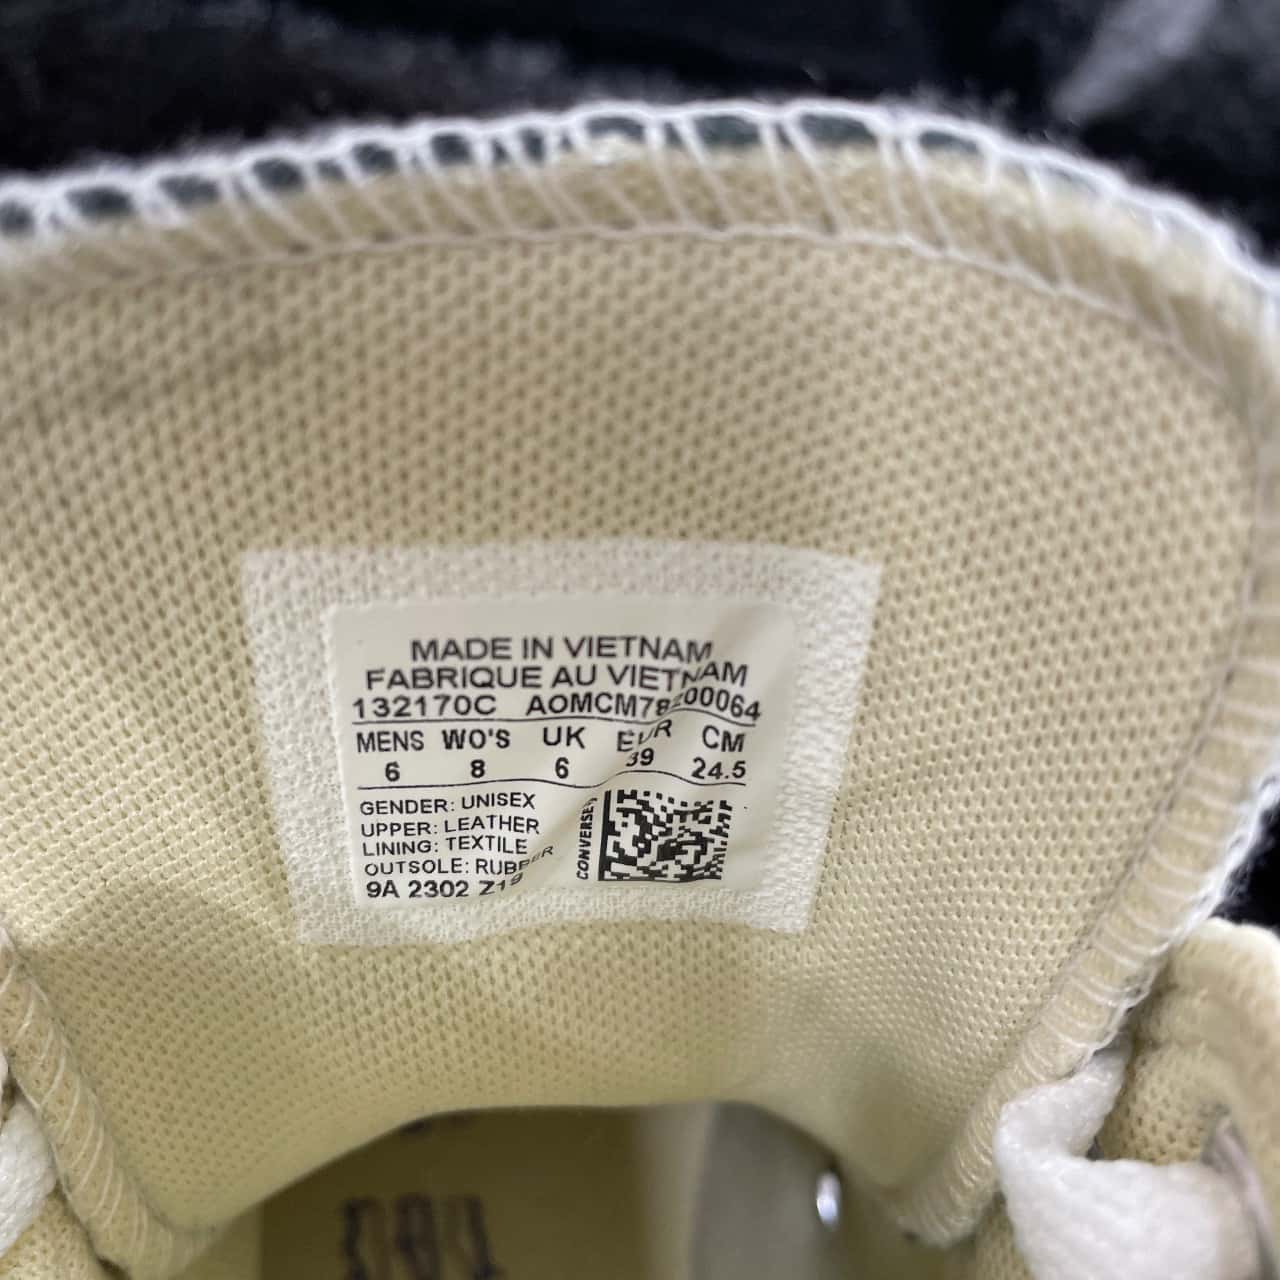 MADE IN VIETNAM
FABRIQUE AU VIETNAM
132170C AOMCM78200064
MENS WO'S UK EUR CM
6 8 6 39 24.5
GENDER: UNISEX
UPPER: LEATHER
LINING: TEXTILE
OUTSOLE: RUBBER
9A 2302 Z19
CONVERSE